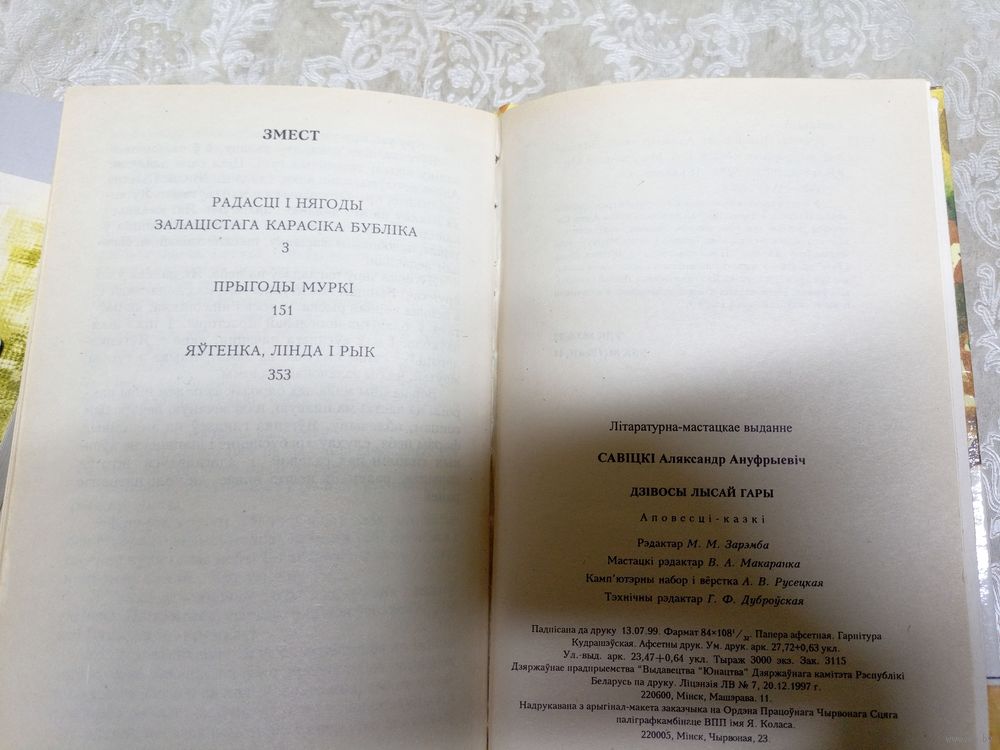 ЗМЕСТ
РАДАСЦІ І НЯГОДЫ
ЗАЛАЦІСТАГА КАРАСІКА БУБЛІКА
3
ПРЫГОДЫ МУРКІ
151
ЯЎГЕНКА, ЛІНДА І РЫК
353
Літаратурна-мастацкае выданне
САВІЦКІ Аляксандр Ануфрыевіч
ДЗІВОСЫ ЛЫСАЙ ГАРЫ
Аповесці-казкі
Рэдактар М. М. Зарэмба
Мастацкі рэдактар В. А. Макаранка
Камп'ютэрны набор і вёрстка А. В. Русецкая
Тэхнічны рэдактар Г. Ф. Дуброўская
Падпісана да друку 13.07.99. Фармат 84×108¹/₃₂. Папера афсетная. Гарнітура
Кудрашэўская. Афсетны друк. Ум. друк. арк. 27,72+0,63 укл.
Ул.-выд. арк. 23,47+0,64 укл. Тыраж 3000 экз. Зак. 3115
Дзяржаўнае прадпрыемства "Выдавецтва "Юнацтва" Дзяржаўнага камітэта Рэспублікі
Беларусь па друку. Ліцэнзія ЛВ № 7, 20.12.1997 г.
220600, Мінск, Машэрава. 11.
Надрукавана з арыгінал-макета заказчыка на Ордэна Працоўнага Чырвонага Сцяга
паліграфкамбінаце ВПП імя Я. Коласа.
220005, Мінск, Чырвоная, 23.